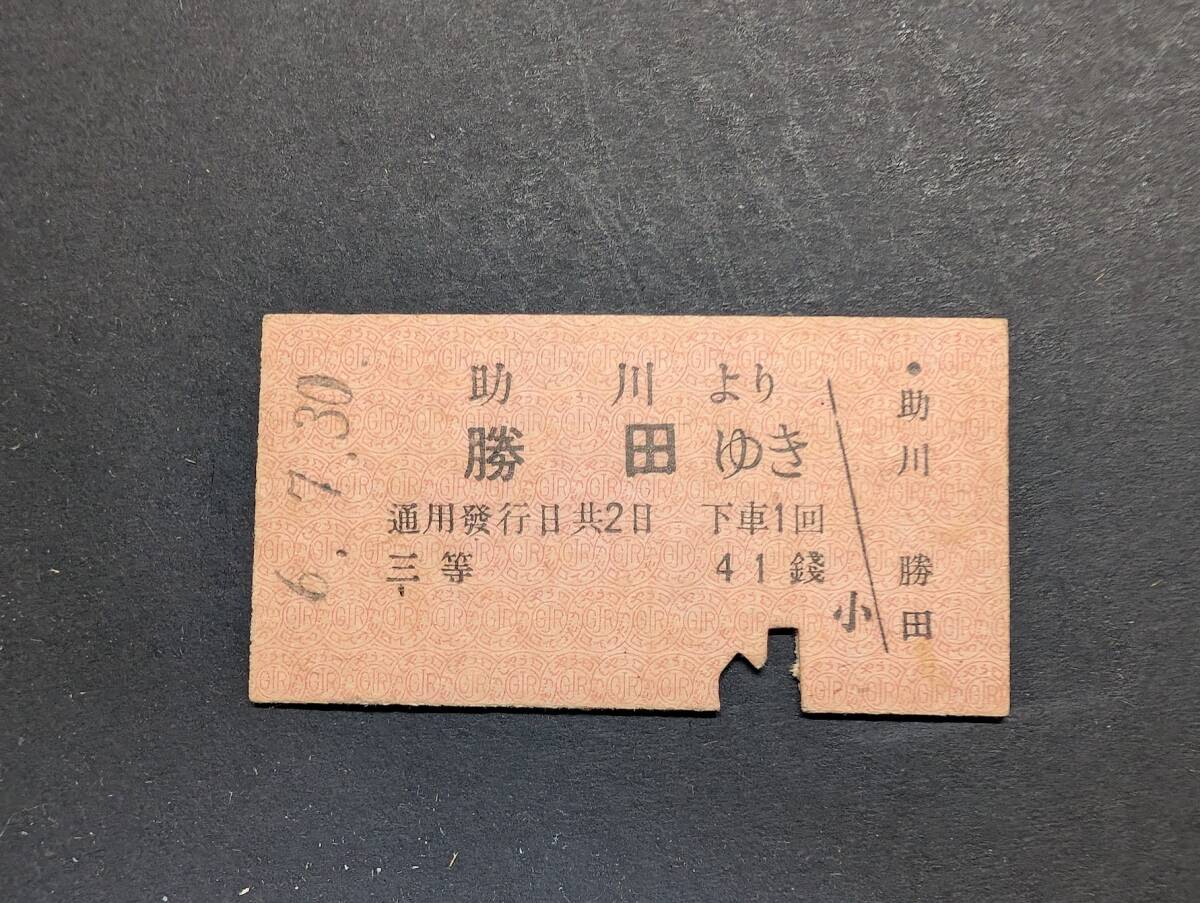 6.7.30
助川より
勝田ゆき
通用發行日共2日 下車1回
三等 41錢
小
助川
勝田